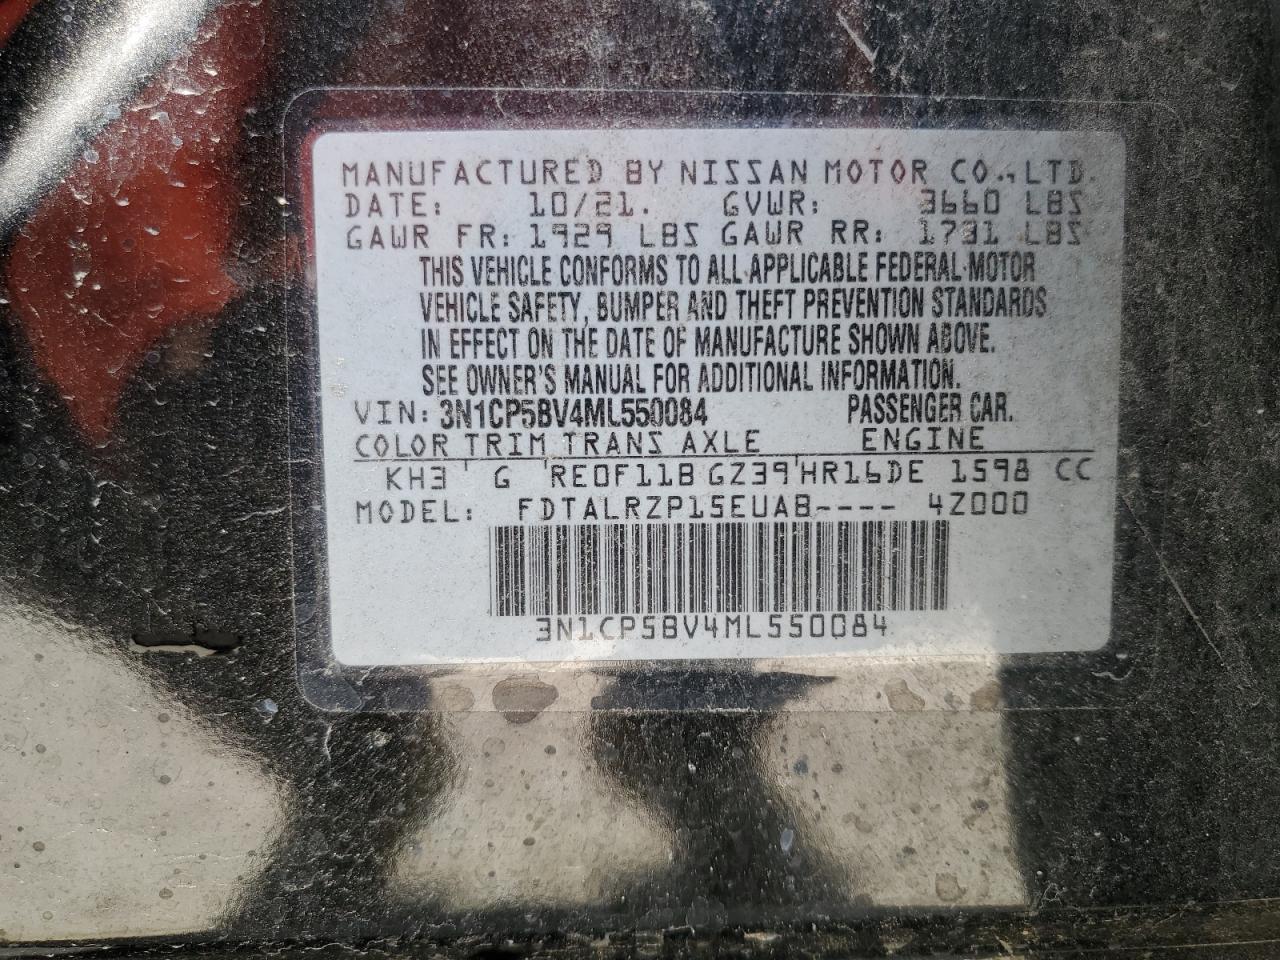 MANUFACTURED BY NISSAN MOTOR CO., LTD.
DATE: 10/21. GVWR: 3660 LBS
GAWR FR: 1929 LBS GAWR RR: 1731 LBS
THIS VEHICLE CONFORMS TO ALL APPLICABLE FEDERAL MOTOR
VEHICLE SAFETY, BUMPER AND THEFT PREVENTION STANDARDS
IN EFFECT ON THE DATE OF MANUFACTURE SHOWN ABOVE.
SEE OWNER'S MANUAL FOR ADDITIONAL INFORMATION.
VIN: 3N1CP5BV4ML550084 PASSENGER CAR.
COLOR TRIM TRANS AXLE ENGINE
KH3 ' G 'RE0F11B GZ39'HR16DE 1598 CC
MODEL: FDTALRZP15EUAB---- 4Z000
3N1CP5BV4ML550084